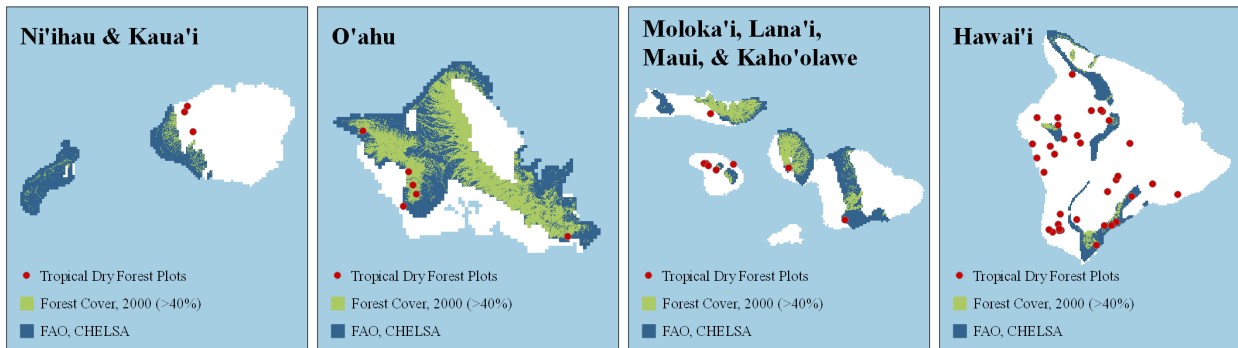 Ni'ihau & Kaua'i
Tropical Dry Forest Plots
Forest Cover, 2000 (>40%)
FAO, CHELSA
O'ahu
Tropical Dry Forest Plots
Forest Cover, 2000 (>40%)
FAO, CHELSA
Moloka'i, Lana'i,
Maui, & Kaho'olawe
Tropical Dry Forest Plots
Forest Cover, 2000 (>40%)
FAO, CHELSA
Hawai'i
Tropical Dry Forest Plots
Forest Cover, 2000 (>40%)
FAO, CHELSA